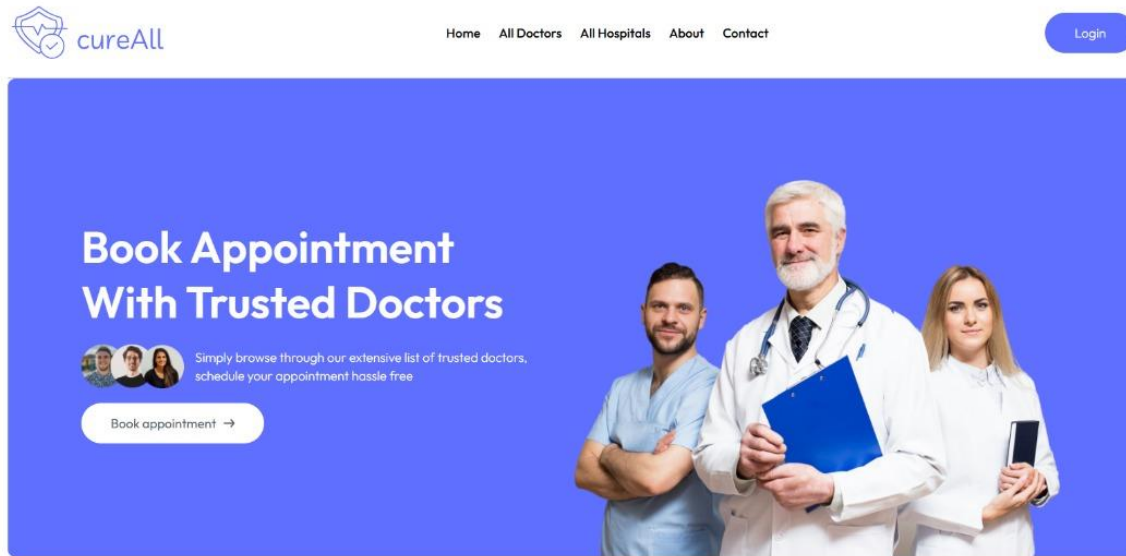 cureAll
Home All Doctors All Hospitals About Contact
Login
Book Appointment
With Trusted Doctors
Simply browse through our extensive list of trusted doctors,
schedule your appointment hassle free
Book appointment →